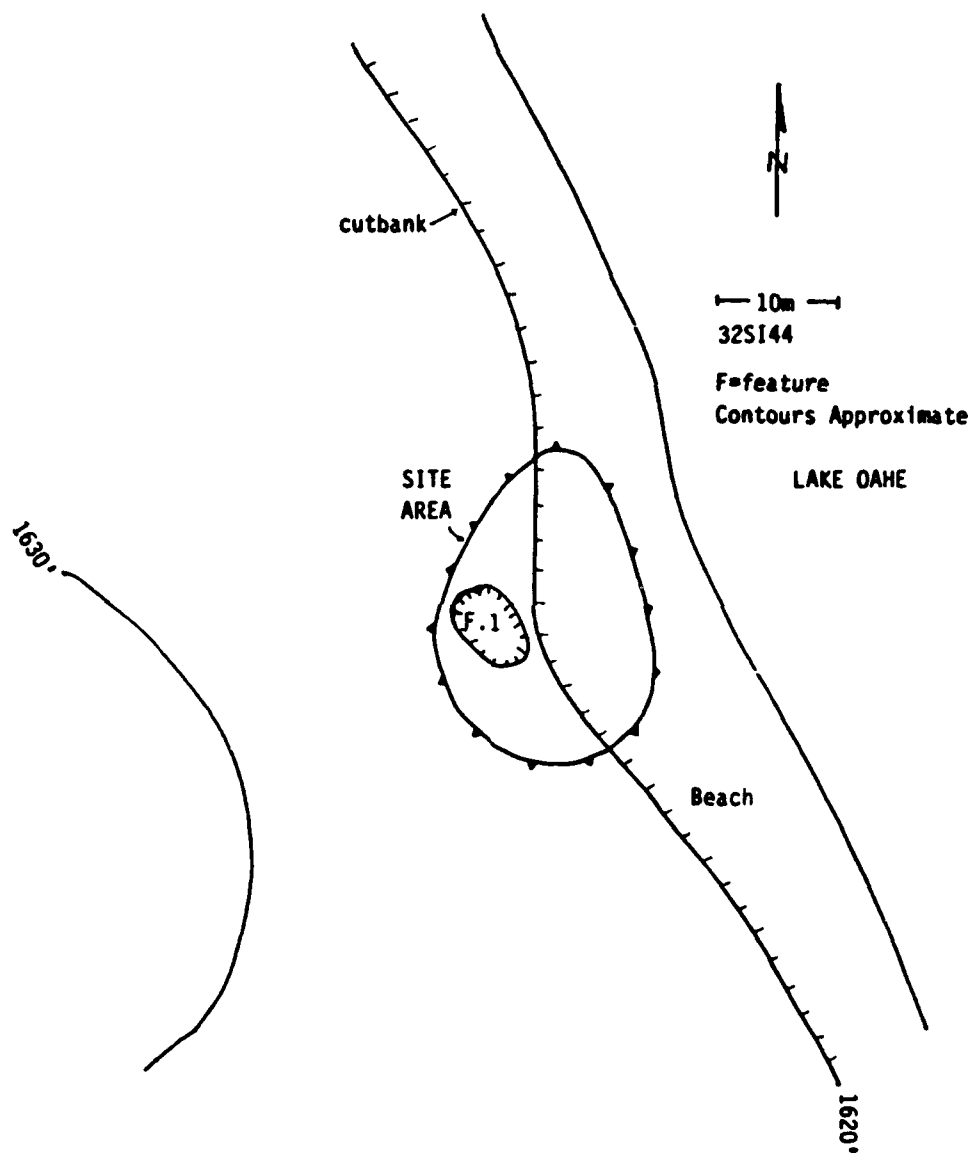 N
cutbank
10m
32SI44
F=feature
Contours Approximate
LAKE OAHE
SITE
AREA
1630'
F.1
Beach
1620'